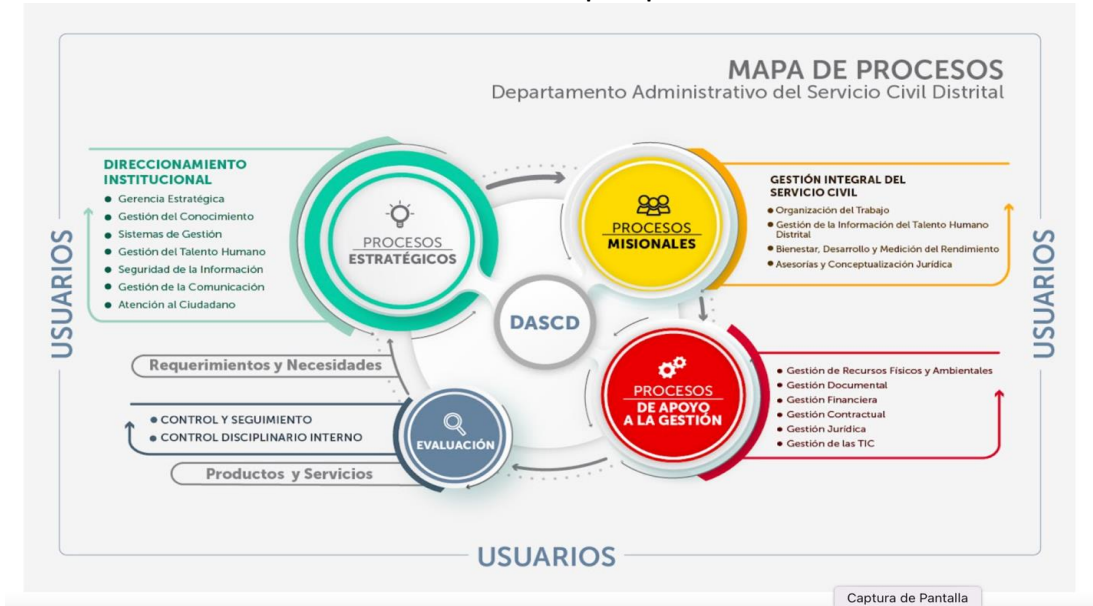 MAPA DE PROCESOS
Departamento Administrativo del Servicio Civil Distrital
DIRECCIONAMIENTO
INSTITUCIONAL
Gerencia Estratégica
Gestión del Conocimiento
Sistemas de Gestión
Gestión del Talento Humano
Seguridad de la Información
Gestión de la Comunicación
Atención al Ciudadano
PROCESOS
ESTRATÉGICOS
PROCESOS
MISIONALES
GESTIÓN INTEGRAL DEL
SERVICIO CIVIL
Organización del Trabajo
Gestión de la Información del Talento Humano
Distrital
Bienestar, Desarrollo y Medición del Rendimiento
Asesorías y Conceptualización Jurídica
USUARIOS
USUARIOS
DASCD
Requerimientos y Necesidades
CONTROL Y SEGUIMIENTO
CONTROL DISCIPLINARIO INTERNO
Productos y Servicios
EVALUACIÓN
PROCESOS
DE APOYO
A LA GESTIÓN
Gestión de Recursos Físicos y Ambientales
Gestión Documental
Gestión Financiera
Gestión Contractual
Gestión Jurídica
Gestión de las TIC
USUARIOS
Captura de Pantalla